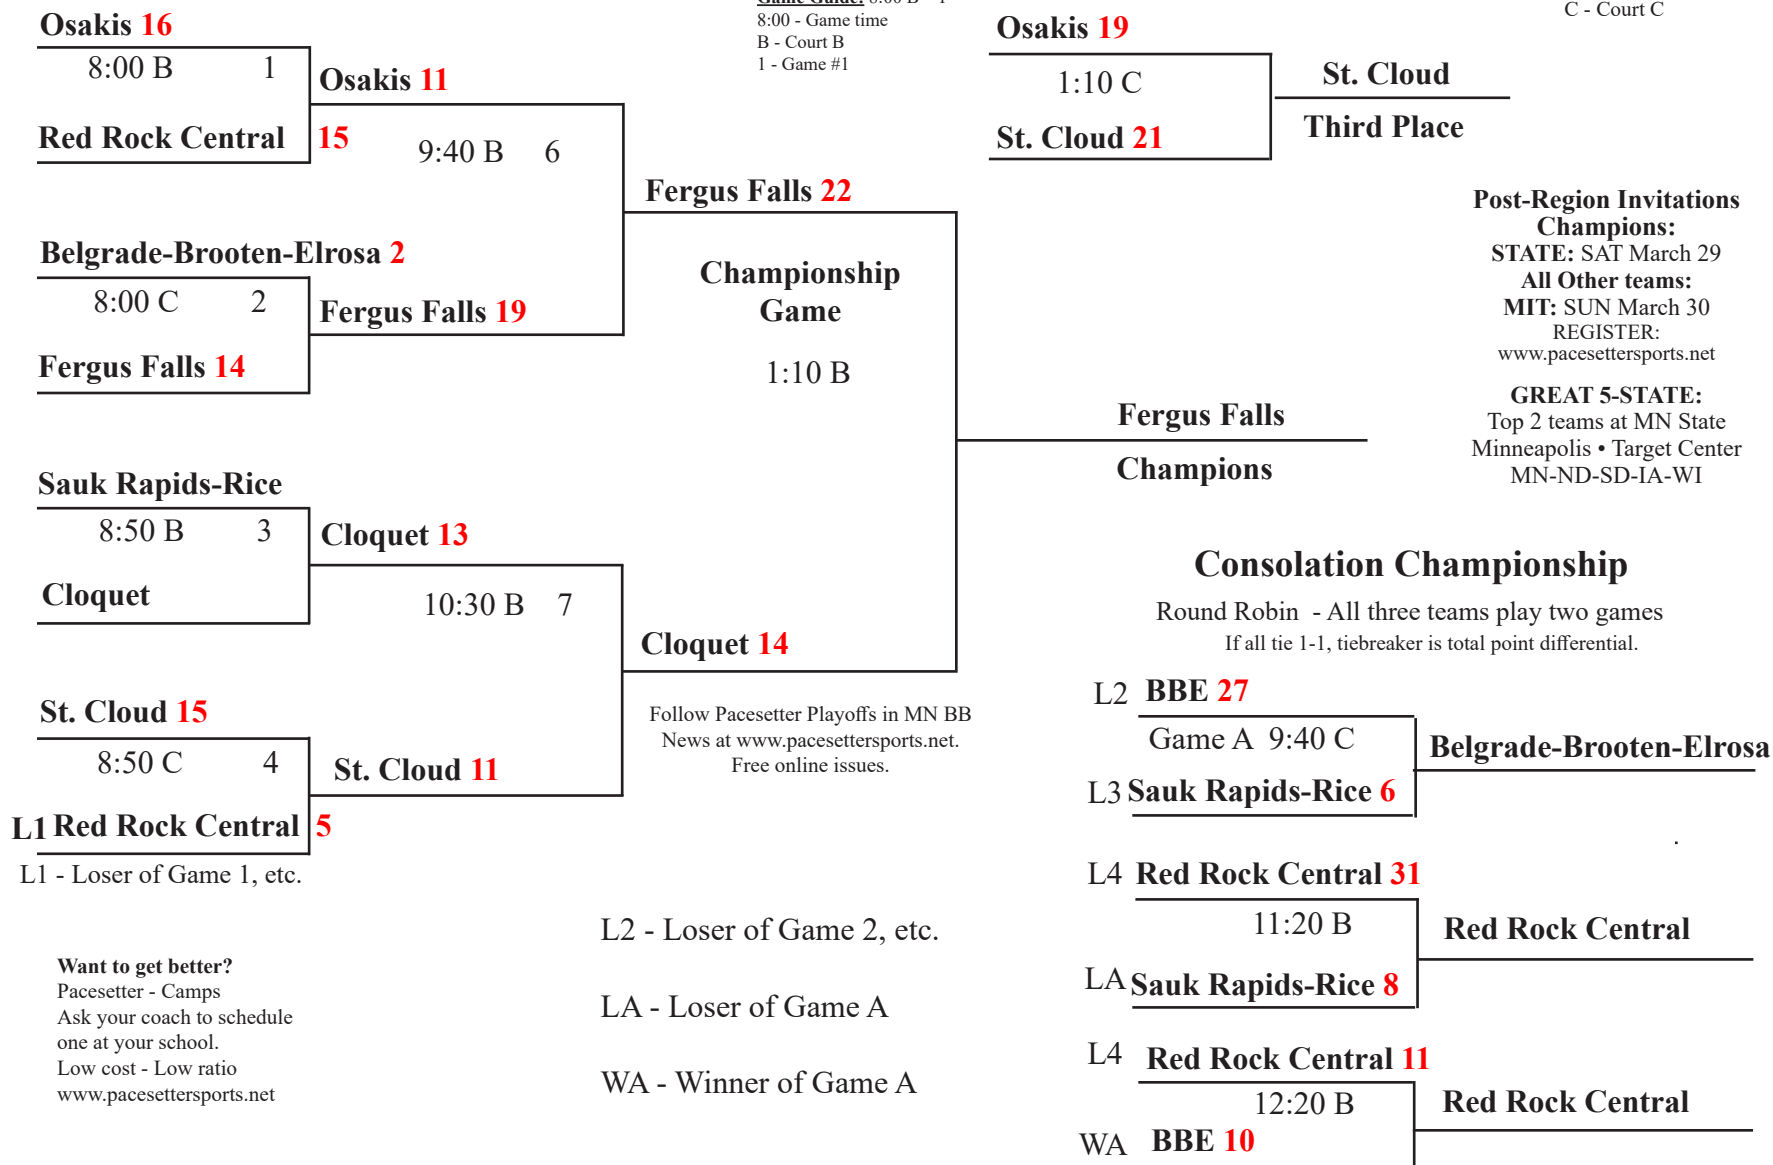 Game Guide: 8:00 B 1
8:00 - Game time
B - Court B
1 - Game #1
C - Court C
Osakis 16
8:00 B 1
Red Rock Central 15
Osakis 11
9:40 B 6
Belgrade-Brooten-Elrosa 2
8:00 C 2
Fergus Falls 14
Fergus Falls 19
Fergus Falls 22
Championship
Game
1:10 B
Sauk Rapids-Rice
8:50 B 3
Cloquet
Cloquet 13
10:30 B 7
Cloquet 14
St. Cloud 15
8:50 C 4
L1 Red Rock Central 5
St. Cloud 11
L1 - Loser of Game 1, etc.
Fergus Falls
Champions
Osakis 19
1:10 C
St. Cloud 21
St. Cloud
Third Place
Post-Region Invitations
Champions:
STATE: SAT March 29
All Other teams:
MIT: SUN March 30
REGISTER:
www.pacesettersports.net
GREAT 5-STATE:
Top 2 teams at MN State
Minneapolis • Target Center
MN-ND-SD-IA-WI
Follow Pacesetter Playoffs in MN BB
News at www.pacesettersports.net.
Free online issues.
Consolation Championship
Round Robin - All three teams play two games
If all tie 1-1, tiebreaker is total point differential.
L2 BBE 27
Game A 9:40 C
L3 Sauk Rapids-Rice 6
Belgrade-Brooten-Elrosa
L4 Red Rock Central 31
11:20 B
LA Sauk Rapids-Rice 8
Red Rock Central
L4 Red Rock Central 11
12:20 B
WA BBE 10
Red Rock Central
L2 - Loser of Game 2, etc.
LA - Loser of Game A
WA - Winner of Game A
Want to get better?
Pacesetter - Camps
Ask your coach to schedule
one at your school.
Low cost - Low ratio
www.pacesettersports.net